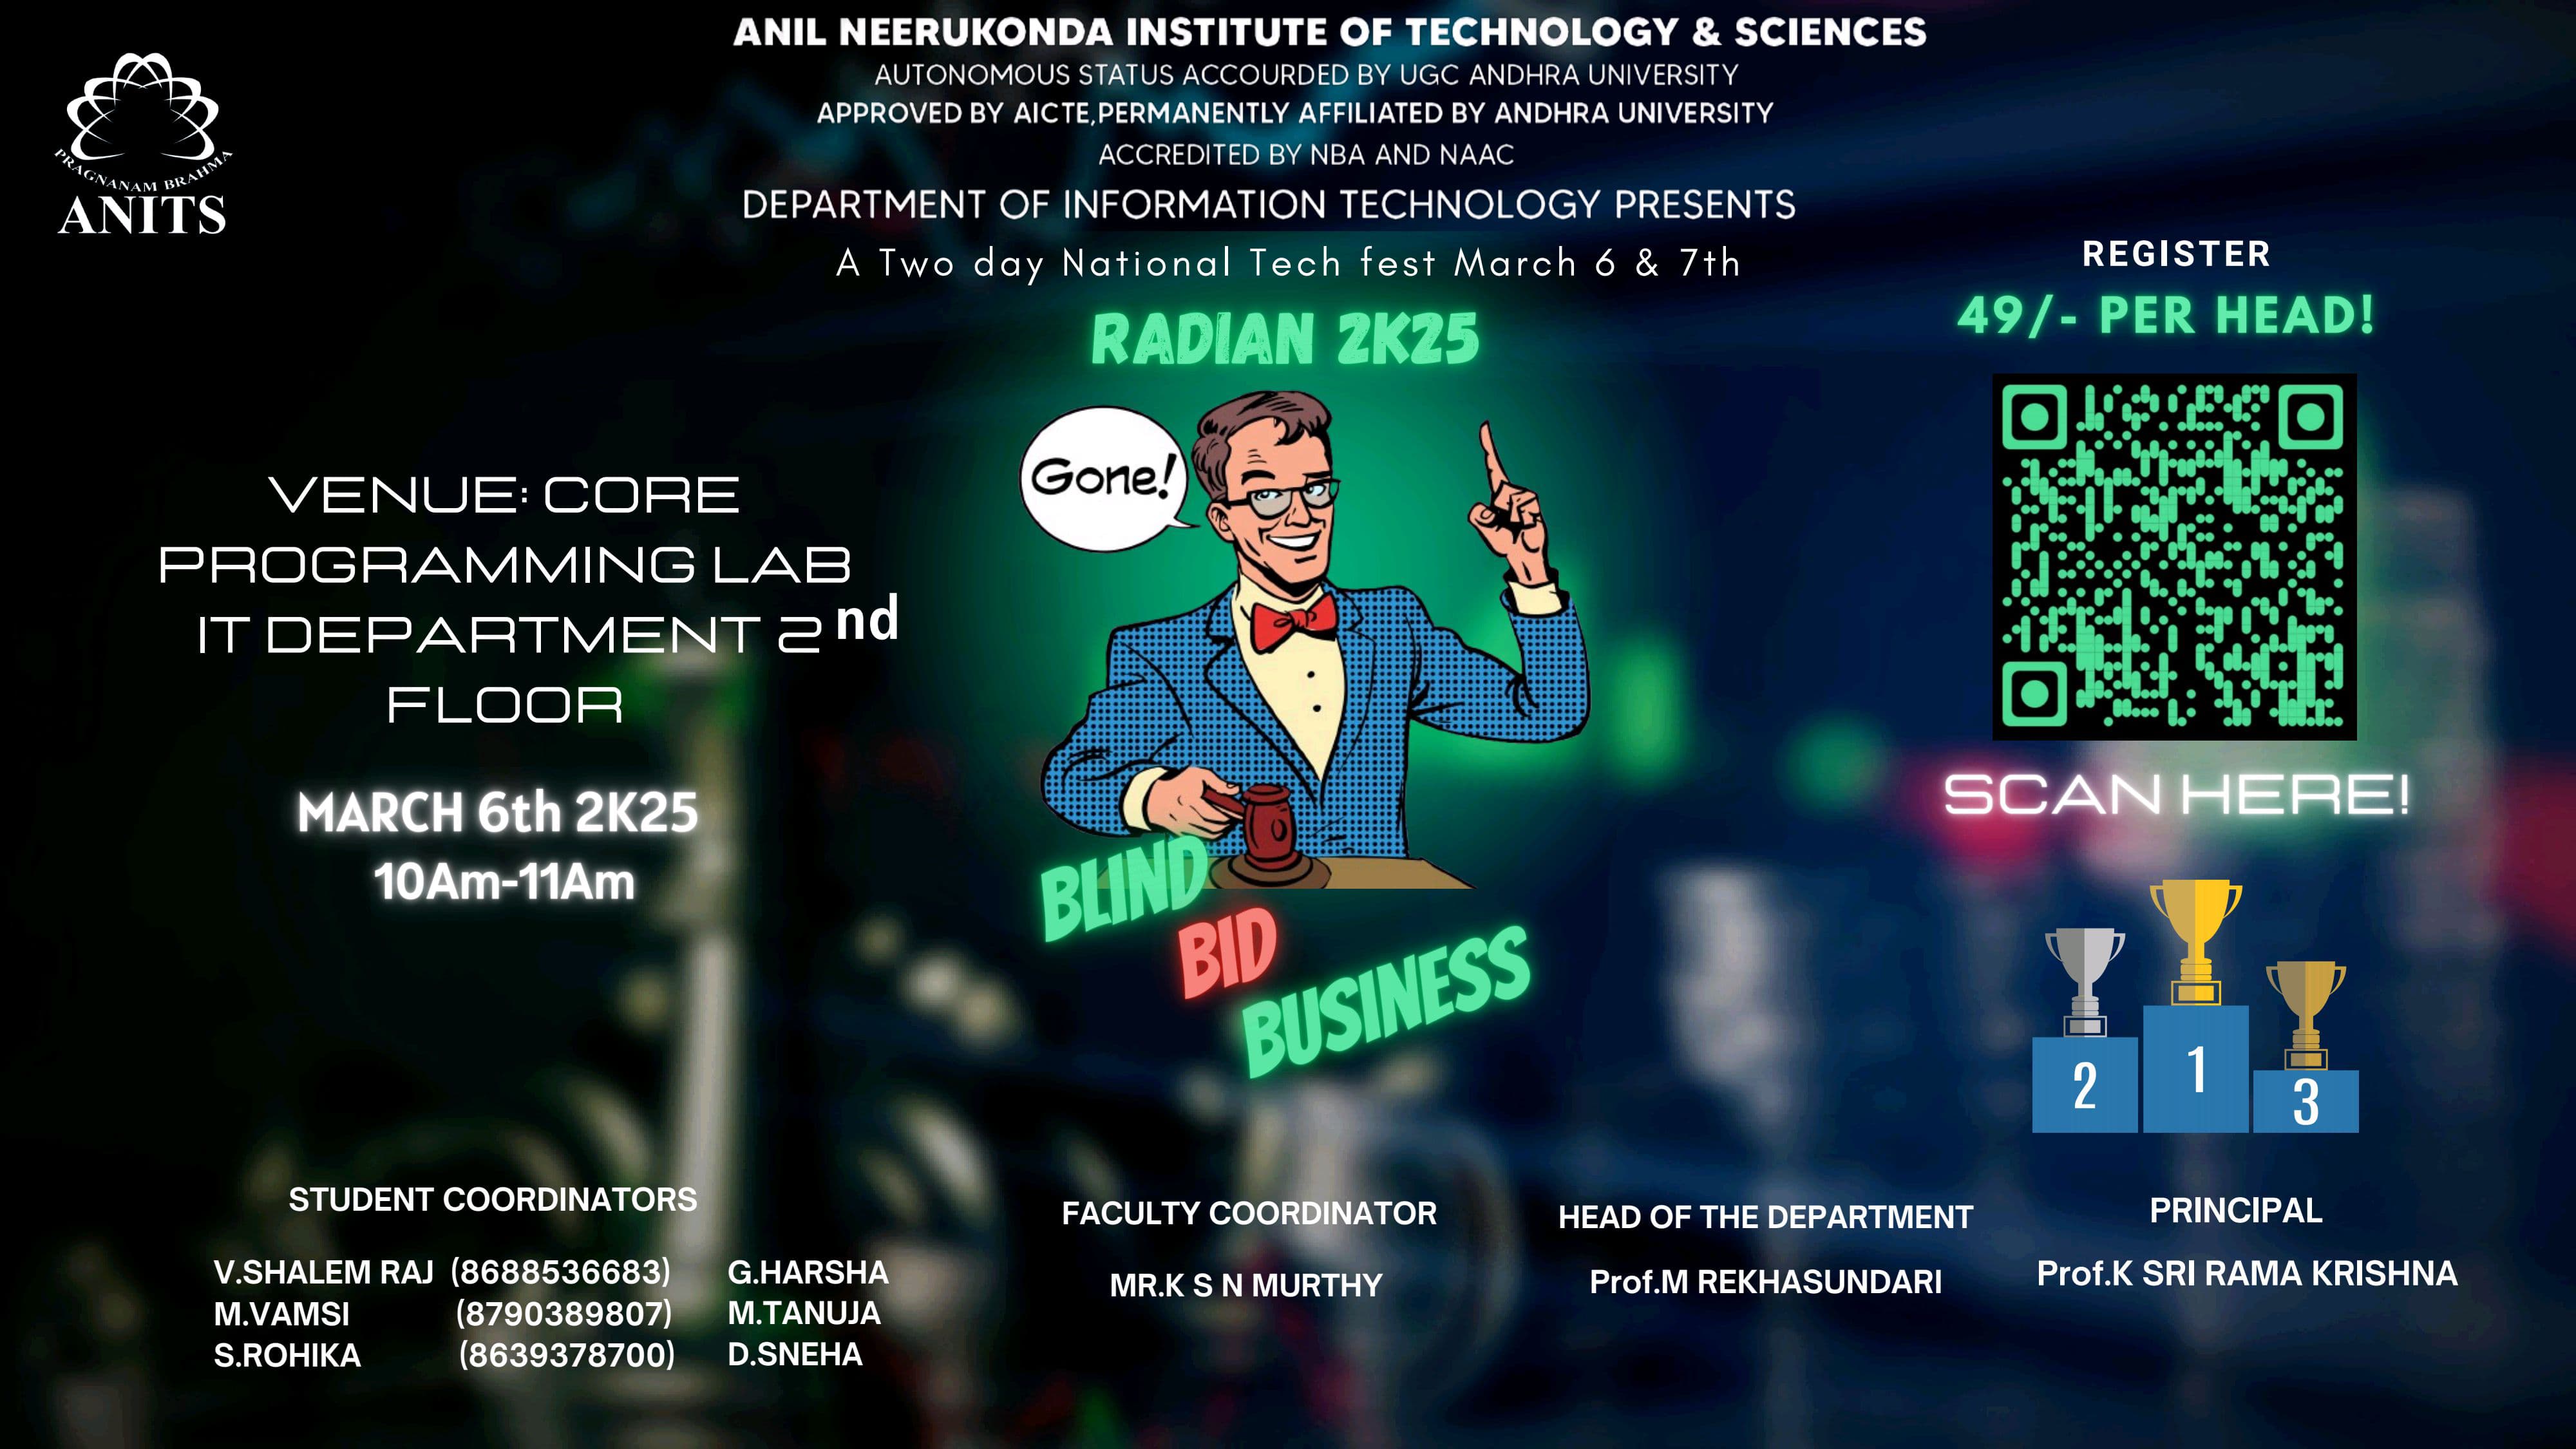 ANIL NEERUKONDA INSTITUTE OF TECHNOLOGY & SCIENCES
AUTONOMOUS STATUS ACCOURDED BY UGC ANDHRA UNIVERSITY
APPROVED BY AICTE,PERMANENTLY AFFILIATED BY ANDHRA UNIVERSITY
ACCREDITED BY NBA AND NAAC
DEPARTMENT OF INFORMATION TECHNOLOGY PRESENTS
A Two day National Tech fest March 6 & 7th
PRAGNANAM BRAHMA
ANITS
RADIAN 2K25
Gone!
VENUE: CORE
PROGRAMMING LAB
IT DEPARTMENT 2nd
FLOOR
MARCH 6th 2K25
10Am-11Am
BLIND
BID
BUSINESS
REGISTER
49/- PER HEAD!
SCAN HERE!
2 1 3
STUDENT COORDINATORS
V.SHALEM RAJ (8688536683) G.HARSHA
M.VAMSI (8790389807) M.TANUJA
S.ROHIKA (8639378700) D.SNEHA
FACULTY COORDINATOR
MR.K S N MURTHY
HEAD OF THE DEPARTMENT
Prof.M REKHASUNDARI
PRINCIPAL
Prof.K SRI RAMA KRISHNA